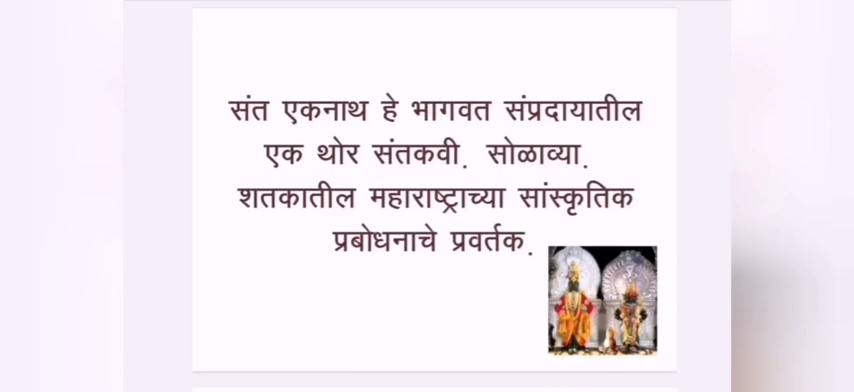 संत एकनाथ हे भागवत संप्रदायातील
एक थोर संतकवी. सोळाव्या.
शतकातील महाराष्ट्राच्या सांस्कृतिक
प्रबोधनाचे प्रवर्तक.